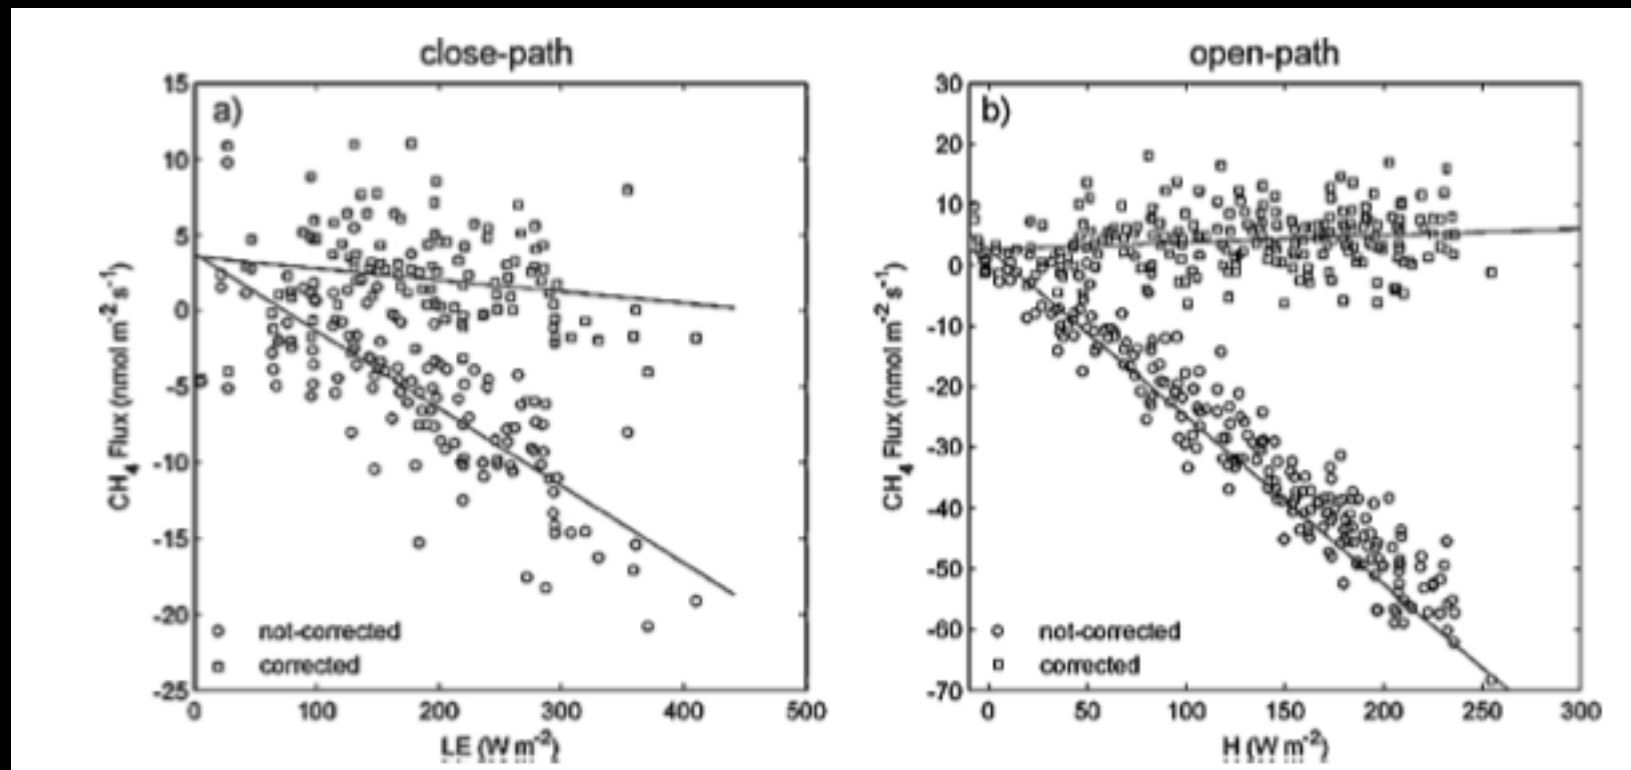 close-path
a)
15
10
5
0
-5
-10
-15
-20
-25
CH4 Flux (nmol m-2 s-1)
not-corrected
corrected
0 100 200 300 400 500
LE (W m-2)
open-path
b)
30
20
10
0
-10
-20
-30
-40
-50
-60
-70
CH4 Flux (nmol m-2 s-1)
not-corrected
corrected
0 50 100 150 200 250 300
H (W m-2)